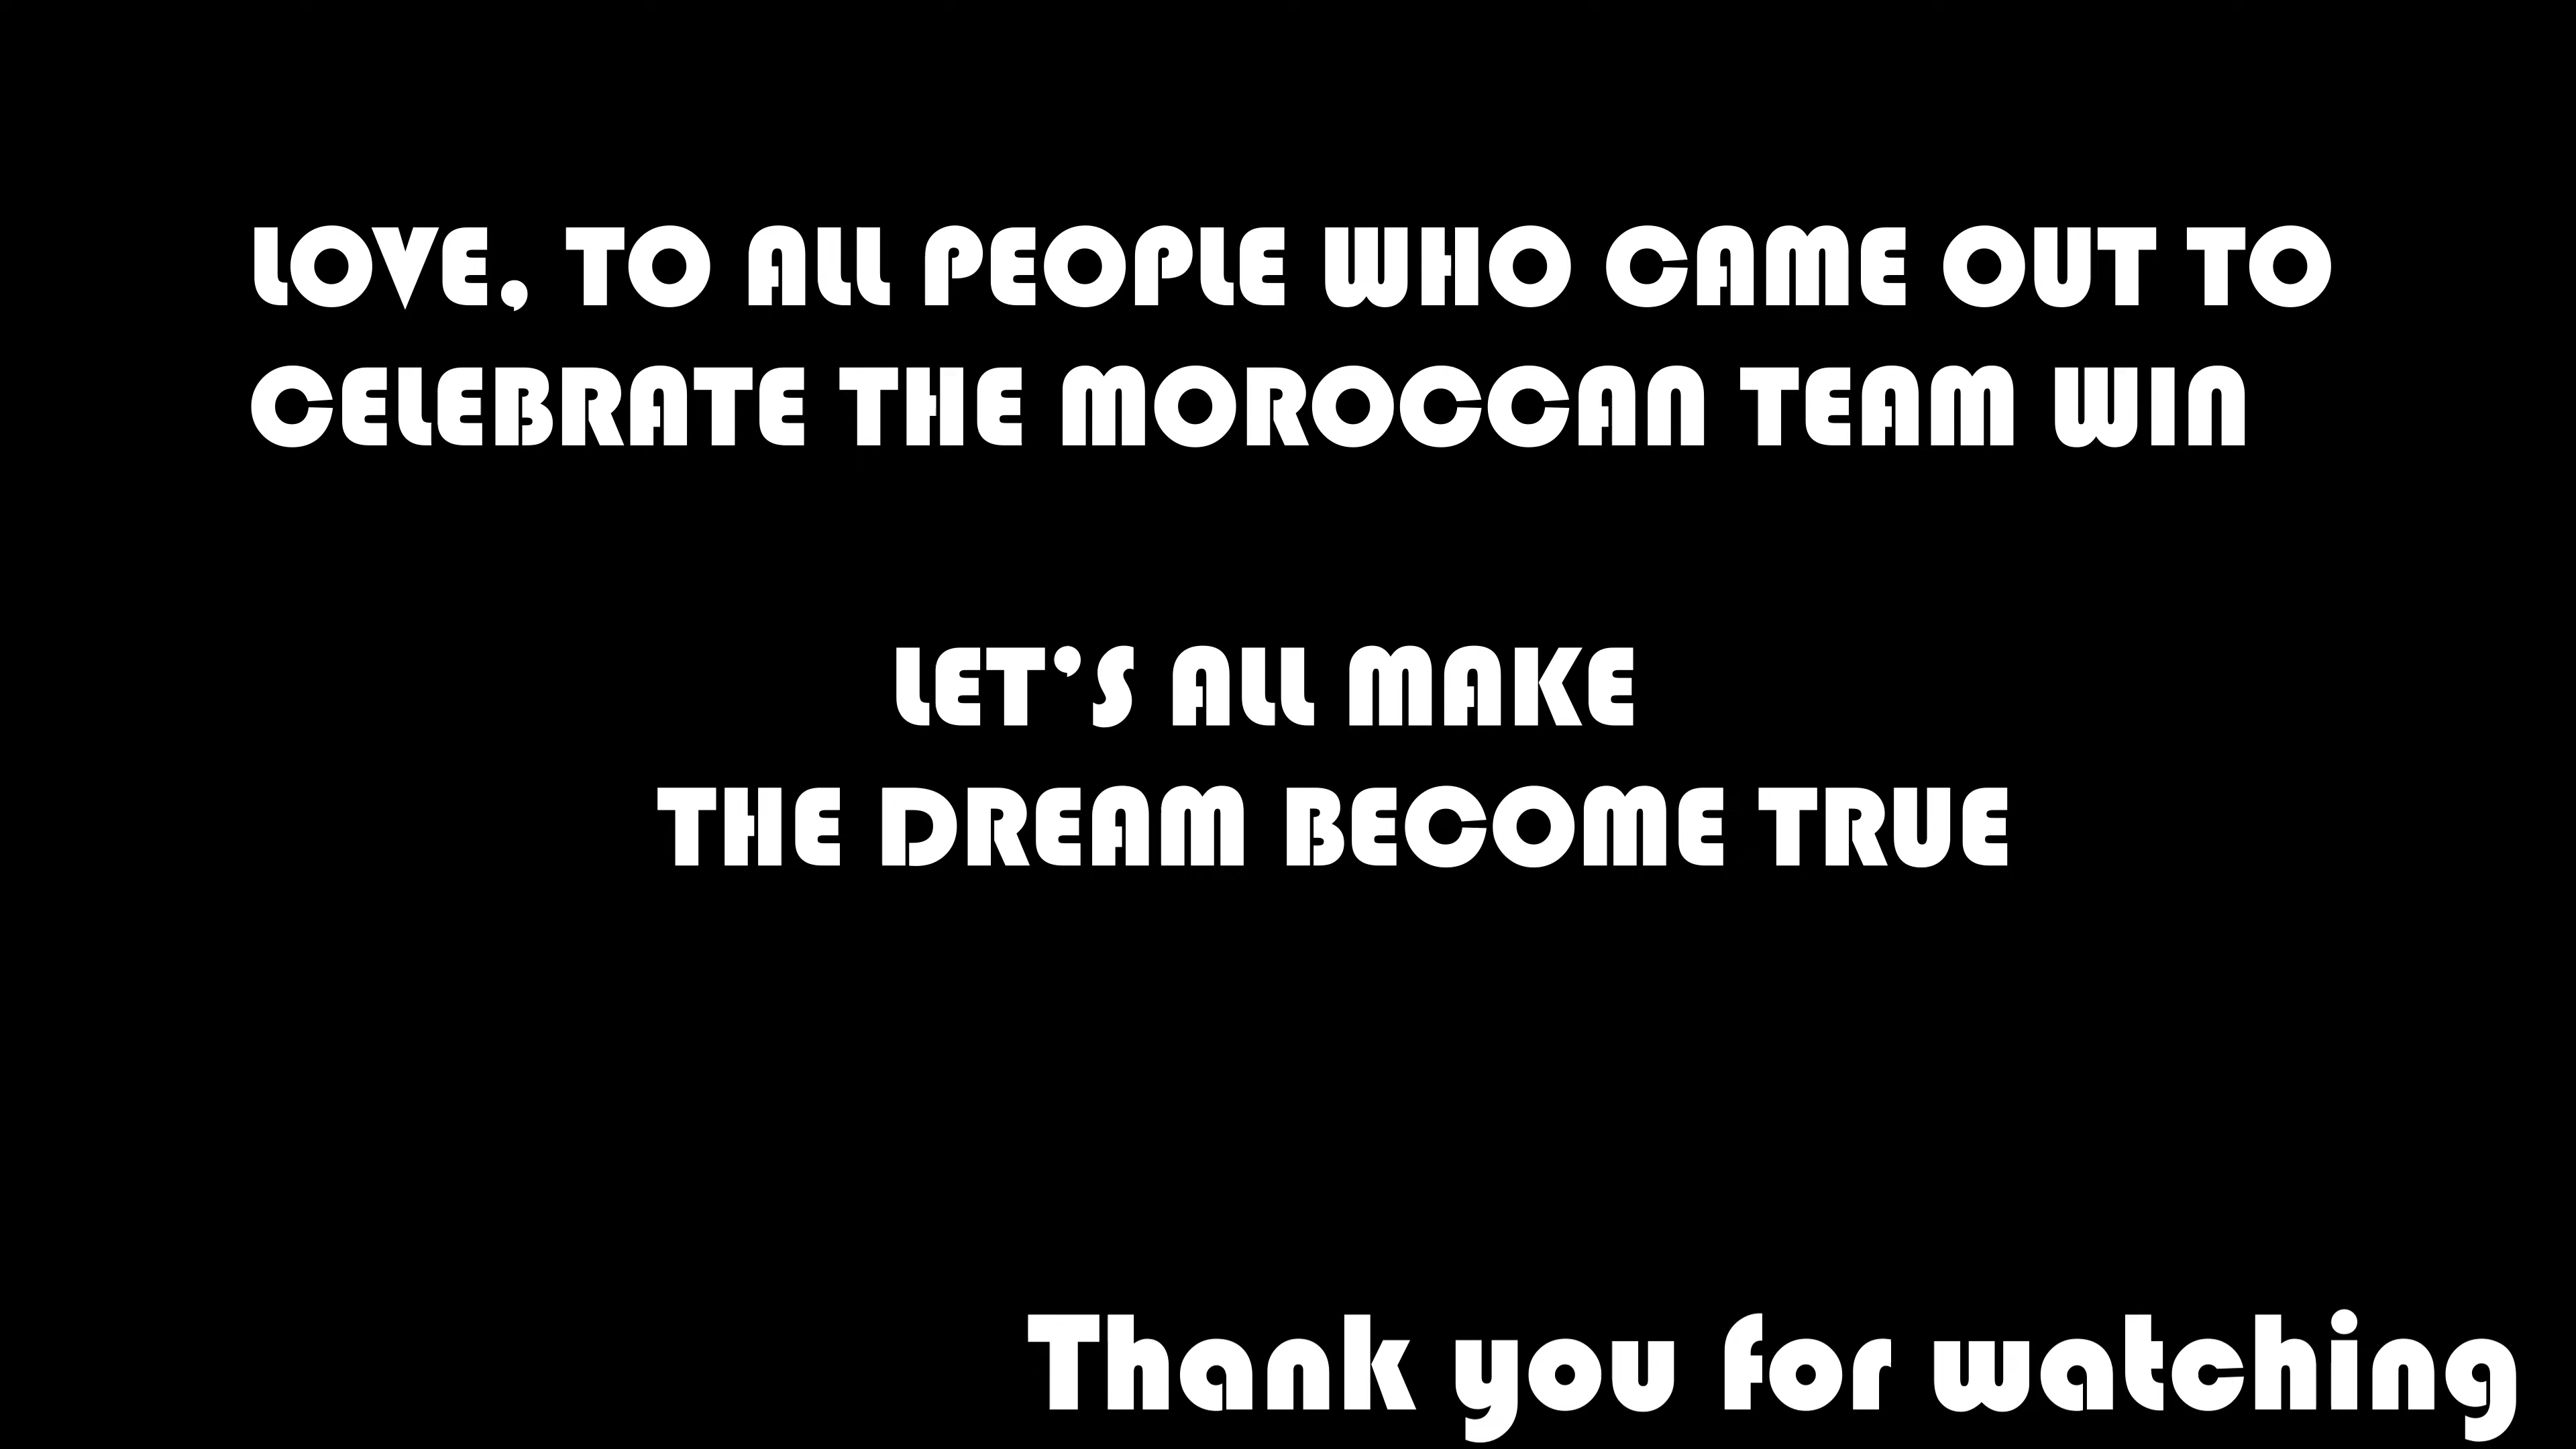 LOVE, TO ALL PEOPLE WHO CAME OUT TO
CELEBRATE THE MOROCCAN TEAM WIN
LET’S ALL MAKE
THE DREAM BECOME TRUE
Thank you for watching